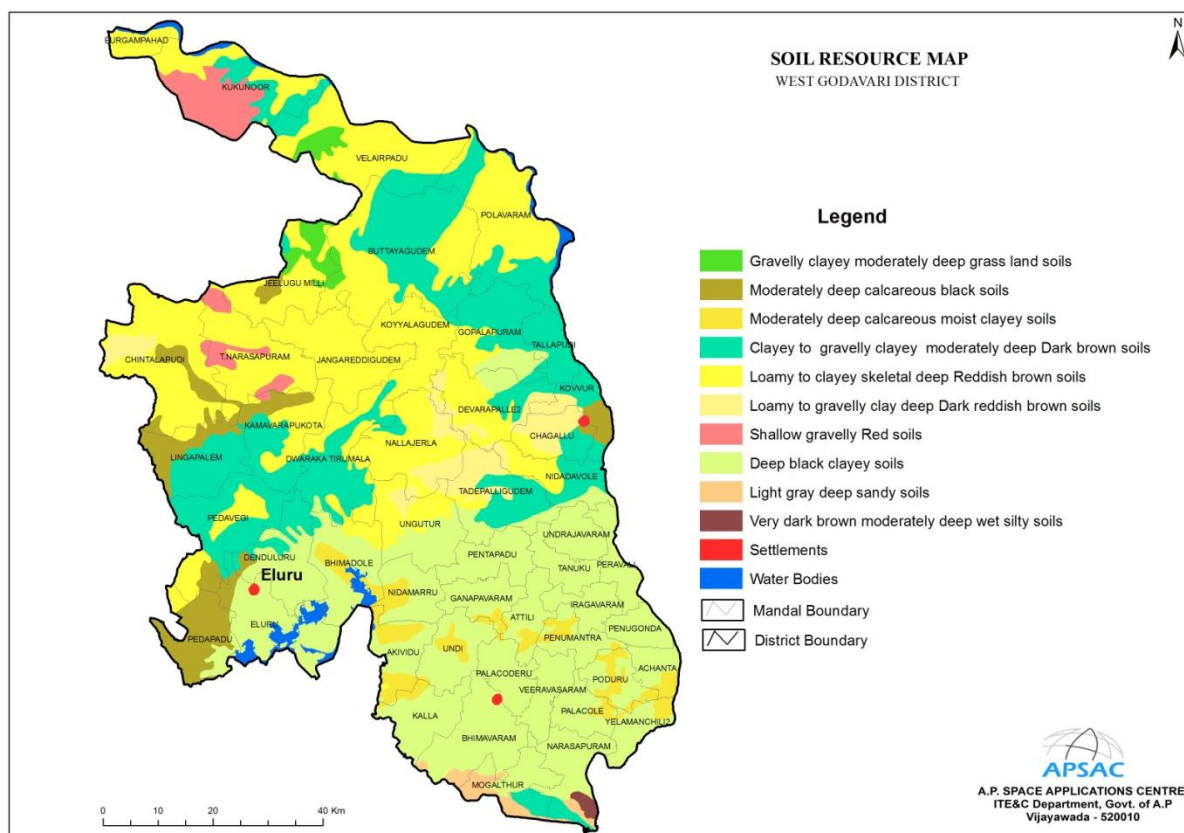 SOIL RESOURCE MAP
WEST GODAVARI DISTRICT
N
BURGAMPAHAD
KUKUNOOR
VELAIRPADU
POLAVARAM
BUTTAYAGUDEM
JEELUGU MILLI
KOYYALAGUDEM
GOPALAPURAM
TALLAPUDI
CHINTALAPUDI
T.NARASAPURAM
JANGAREDDIGUDEM
KOVVUR
DEVARAPALLE2
CHAGALLU
KAMAVARAPUKOTA
NALLAJERLA
LINGAPALEM
DWARAKA TIRUMALA
NIDADAVOLE
TADEPALLIGUDEM
PEDAVEGI
UNGUTUR
UNDRAJAVARAM
DENDULURU
BHIMADOLE
PENTAPADU
TANUKU
PERAVALI
Eluru
NIDAMARRU
GANAPAVARAM
IRAGAVARAM
ATTILI
ELURU
PENUGONDA
PEDAPADU
PENUMANTRA
AKIVIDU
UNDI
ACHANTA
PALACODERU
PODURU
VEERAVASARAM
KALLA
PALACOLE
YELAMANCHILI2
BHIMAVARAM
NARASAPURAM
MOGALTHUR
0 10 20 40 Km
Legend
Gravelly clayey moderately deep grass land soils
Moderately deep calcareous black soils
Moderately deep calcareous moist clayey soils
Clayey to gravelly clayey moderately deep Dark brown soils
Loamy to clayey skeletal deep Reddish brown soils
Loamy to gravelly clay deep Dark reddish brown soils
Shallow gravelly Red soils
Deep black clayey soils
Light gray deep sandy soils
Very dark brown moderately deep wet silty soils
Settlements
Water Bodies
Mandal Boundary
District Boundary
APSAC
A.P. SPACE APPLICATIONS CENTRE
ITE&C Department, Govt. of A.P
Vijayawada - 520010